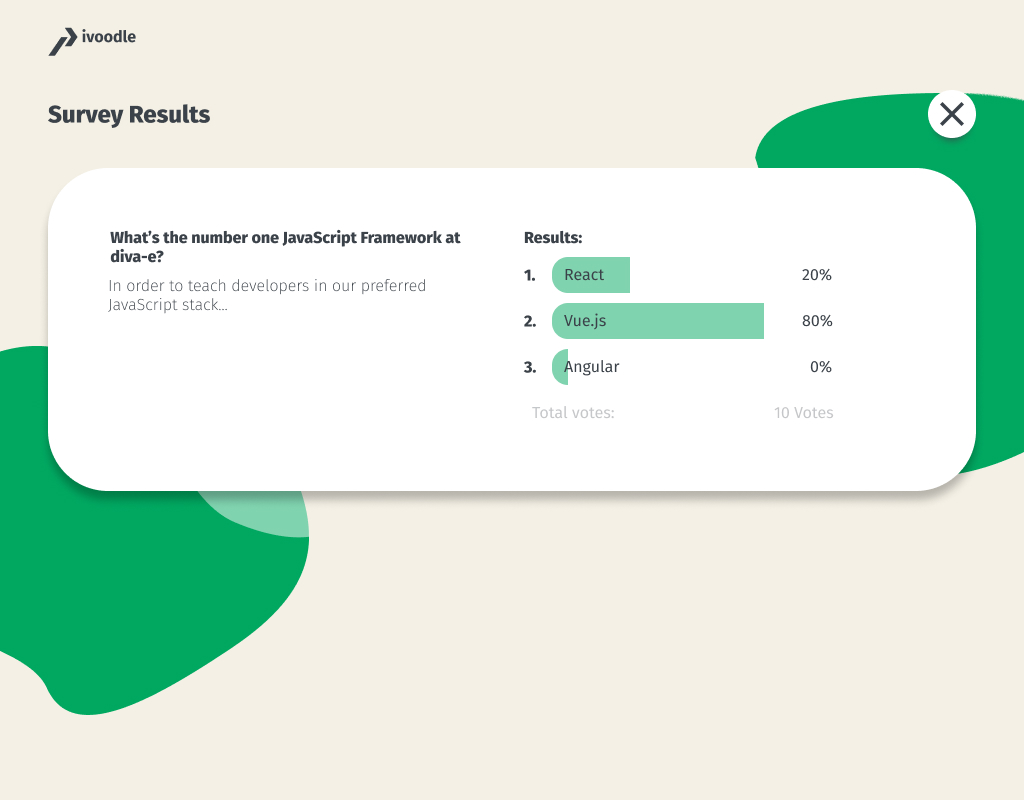 ivoodle
Survey Results
What's the number one JavaScript Framework at
diva-e?
In order to teach developers in our preferred
JavaScript stack...
Results:
1. React 20%
2. Vue.js 80%
3. Angular 0%
Total votes: 10 Votes